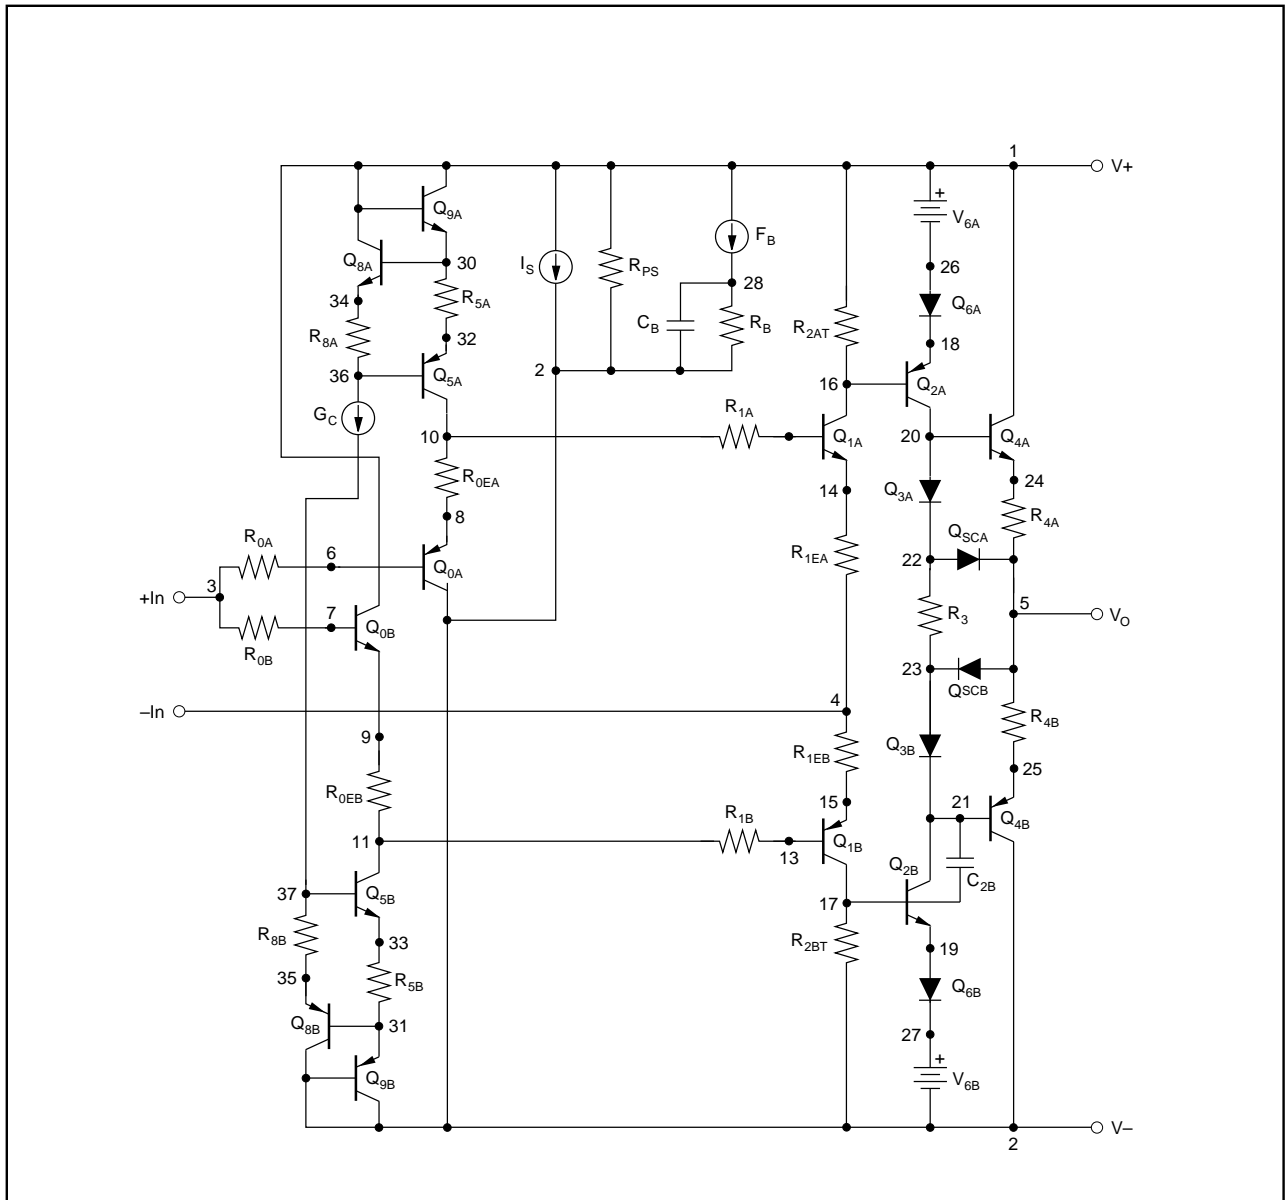 1
V+
Q9A
+
V6A
Q8A
30
IS
RPS
FB
28
26
34
R5A
CB
RB
R2AT
Q6A
R8A
32
18
36
Q5A
2
16
Q2A
GC
R1A
10
Q1A
20
Q4A
R0EA
14
Q3A
24
8
R4A
R0A
QSCA
6
Q0A
R1EA
22
3
+In
5
VO
7
Q0B
R3
R0B
23
QSCB
4
–In
R4B
9
R1EB
Q3B
25
R0EB
15
21
R1B
Q4B
11
13
Q1B
Q2B
C2B
37
Q5B
17
R8B
33
R2BT
19
35
R5B
Q6B
Q8B
31
27
+
Q9B
V6B
V–
2